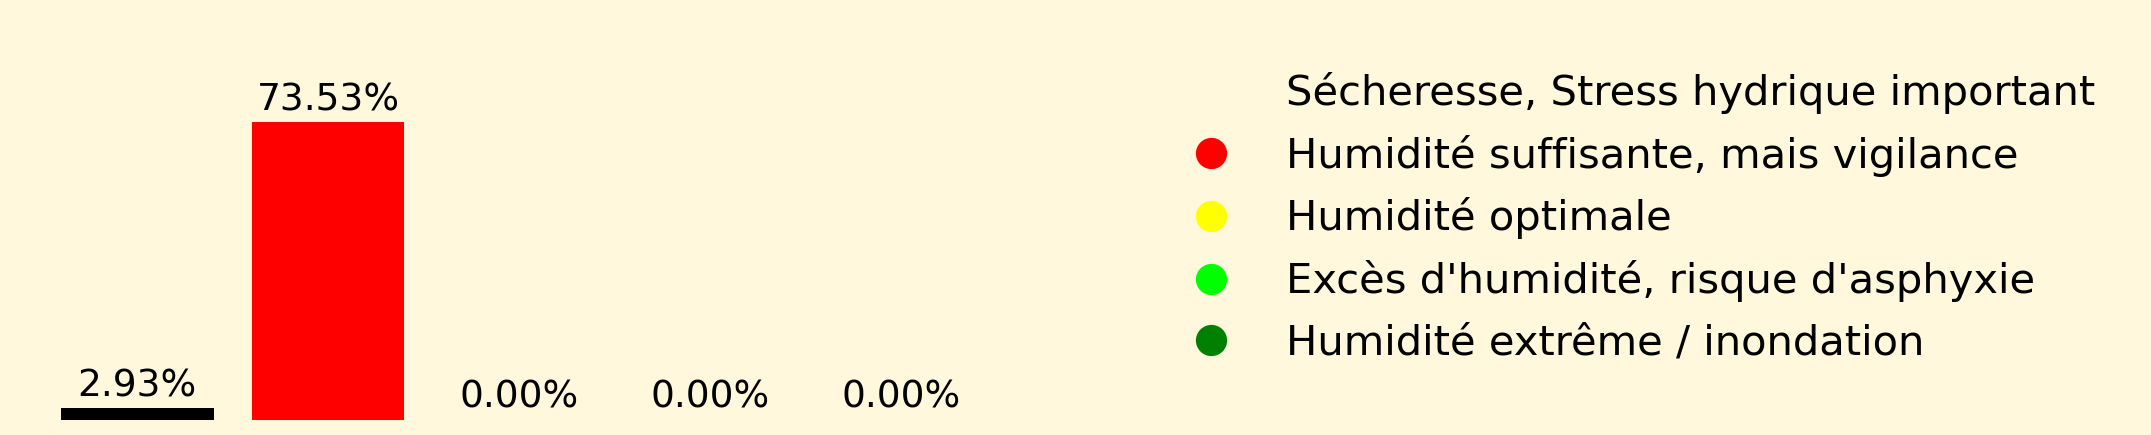 73.53%
2.93%
0.00%
0.00%
0.00%
Sécheresse, Stress hydrique important
Humidité suffisante, mais vigilance
Humidité optimale
Excès d'humidité, risque d'asphyxie
Humidité extrême / inondation